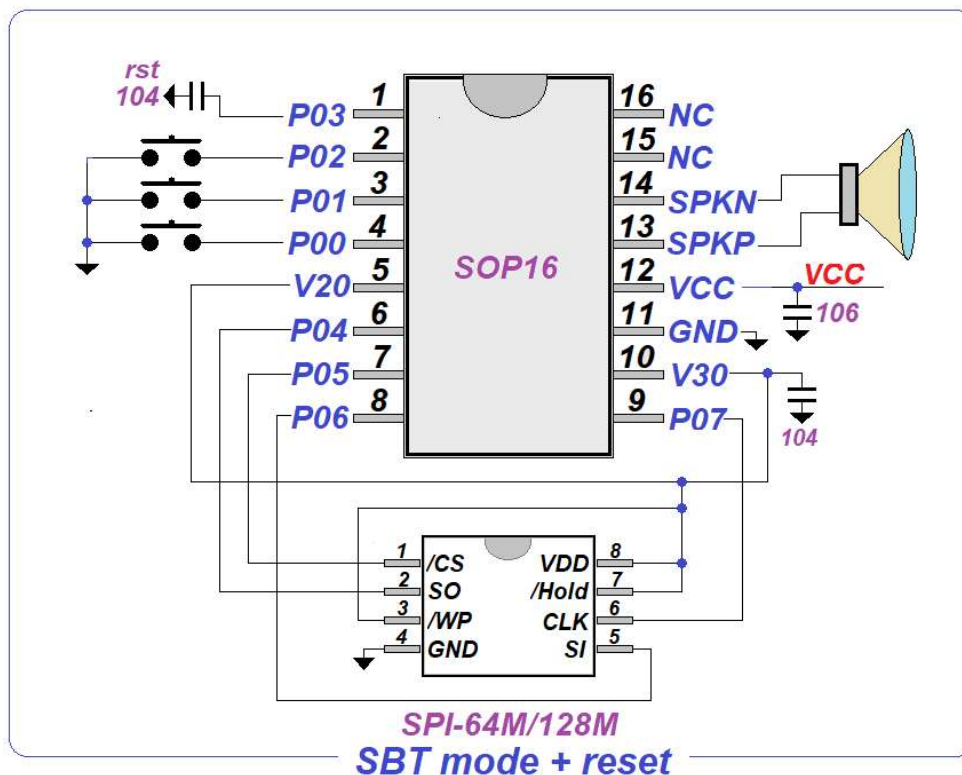 rst
104
P03
1
P02
2
P01
3
P00
4
V20
5
P04
6
P05
7
P06
8
SOP16
16
NC
15
NC
14
SPKN
13
SPKP
12
VCC
VCC
106
11
GND
10
V30
9
P07
104
1
/CS
2
SO
3
/WP
4
GND
VDD
8
/Hold
7
CLK
6
SI
5
SPI-64M/128M
SBT mode + reset